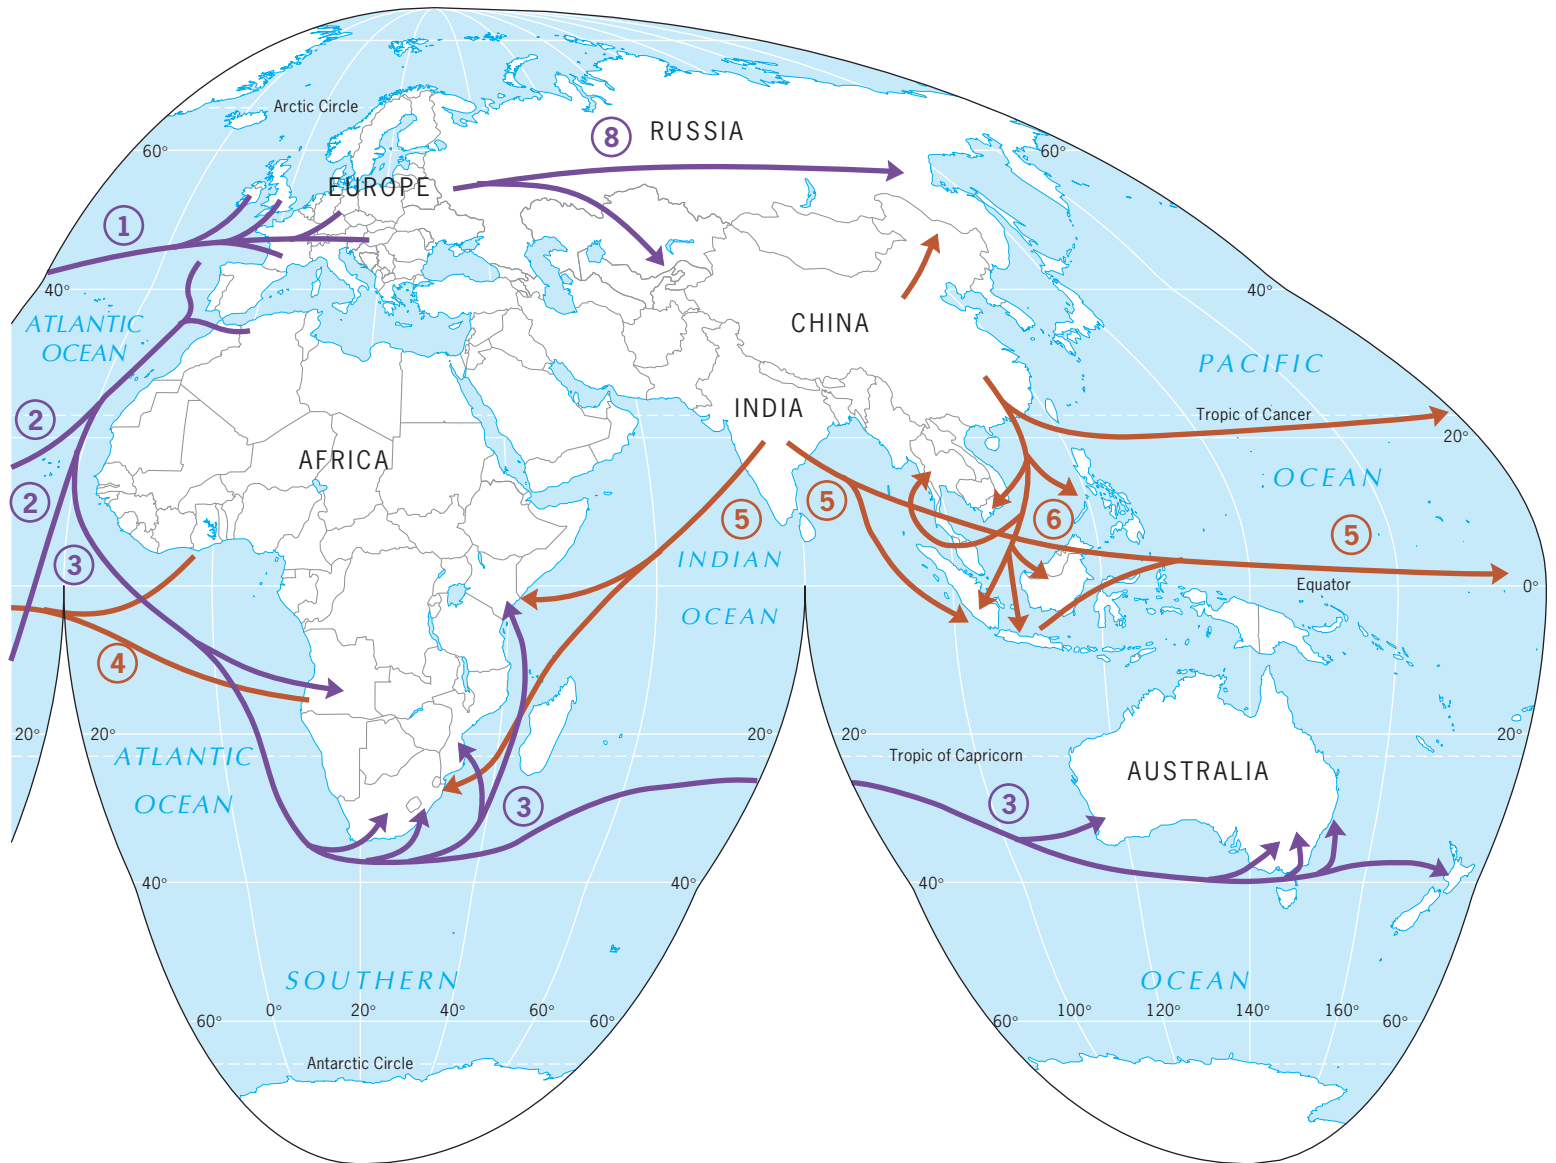 Arctic Circle
8
RUSSIA
60°
60°
EUROPE
1
40°
40°
ATLANTIC
OCEAN
CHINA
PACIFIC
2
INDIA
Tropic of Cancer
20°
AFRICA
OCEAN
2
5
5
6
5
3
INDIAN
Equator
0°
OCEAN
4
20°
20°
20°
20°
20°
ATLANTIC
Tropic of Capricorn
AUSTRALIA
OCEAN
3
3
40°
40°
40°
SOUTHERN
OCEAN
60°
0°
20°
40°
60°
60°
60°
100°
120°
140°
160°
60°
Antarctic Circle